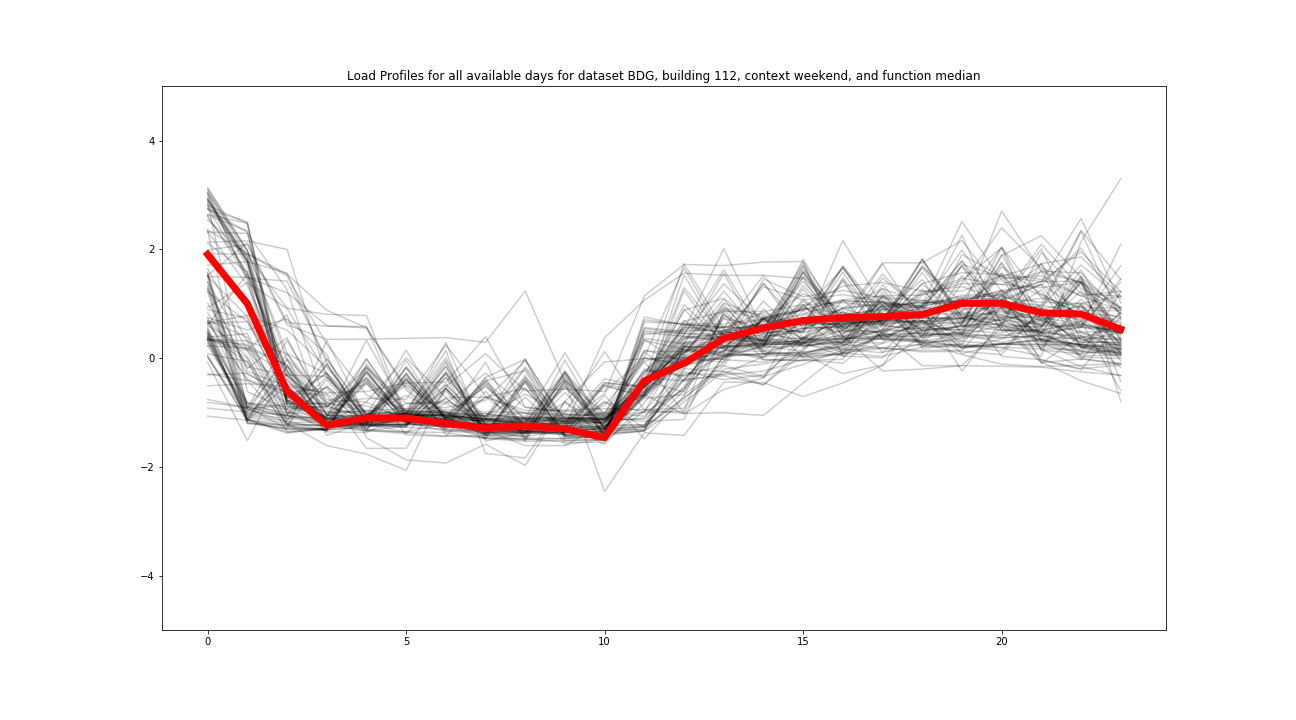 Load Profiles for all available days for dataset BDG, building 112, context weekend, and function median
4
2
0
−2
−4
0 5 10 15 20